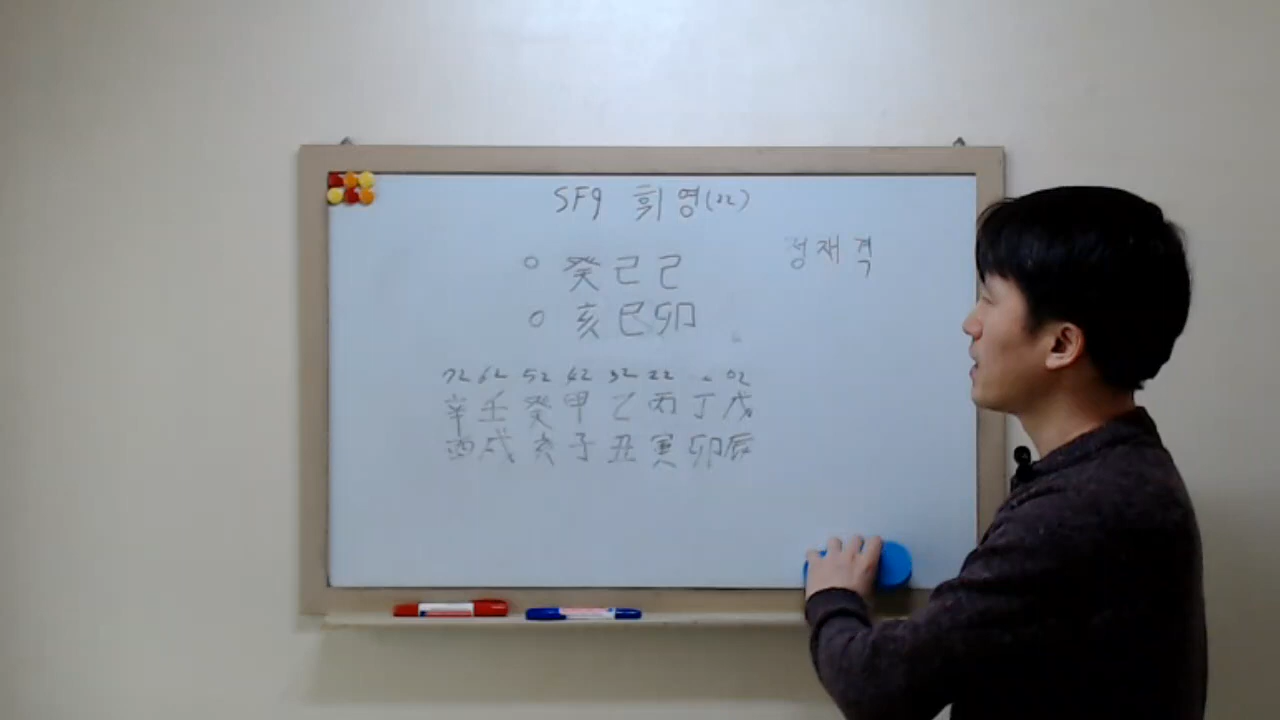 SF9 휘영(22)
정재격
○ 癸己己
○ 亥巳卯
72 62 52 42 32 22 12 02
辛壬癸甲乙丙丁戊
酉戌亥子丑寅卯辰